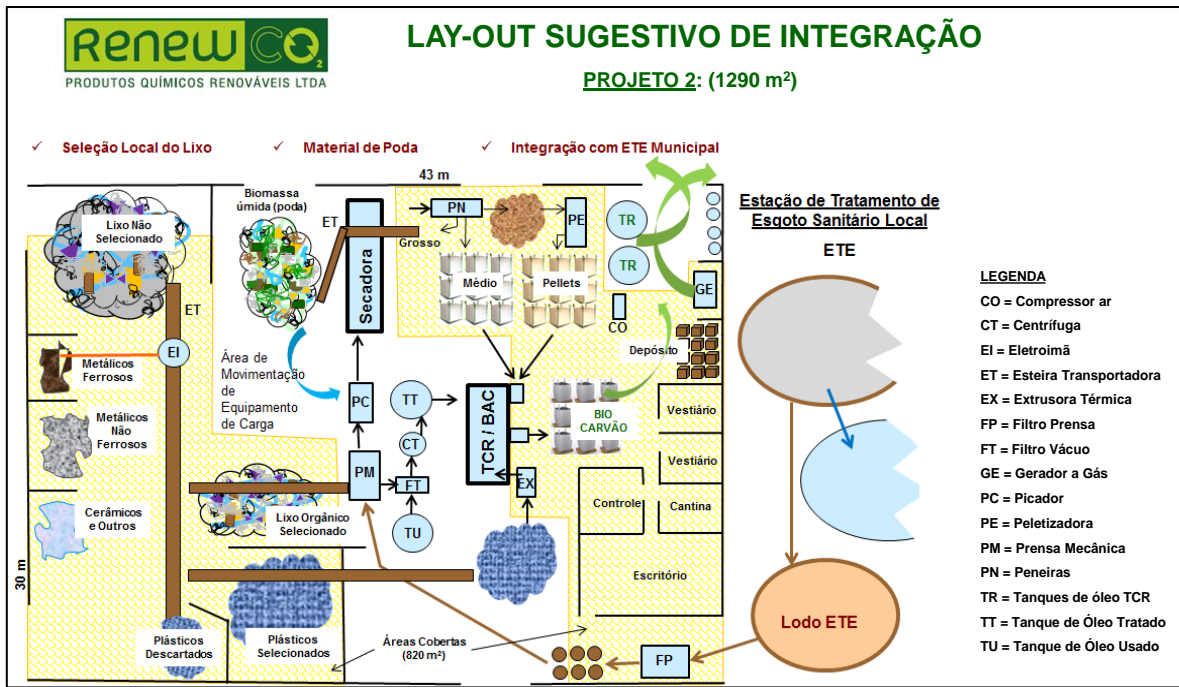 RenewCO2
PRODUTOS QUÍMICOS RENOVÁVEIS LTDA
LAY-OUT SUGESTIVO DE INTEGRAÇÃO
PROJETO 2: (1290 m²)
✓ Seleção Local do Lixo
✓ Material de Poda
✓ Integração com ETE Municipal
43 m
30 m
Lixo Não
Selecionado
ET
EI
Metálicos
Ferrosos
Metálicos
Não
Ferrosos
Cerâmicos
e Outros
Plásticos
Descartados
Plásticos
Selecionados
Biomassa
úmida (poda)
ET
Secadora
Área de
Movimentação
de
Equipamento
de Carga
PC
PM
Lixo Orgânico
Selecionado
TT
CT
FT
TU
PN
Grosso
PE
Médio
Pellets
CO
TR
TR
GE
Depósito
TCR / BAC
BIO
CARVÃO
EX
Vestiário
Vestiário
Controle
Cantina
Escritório
Áreas Cobertas
(820 m²)
FP
Estação de Tratamento de
Esgoto Sanitário Local
ETE
Lodo ETE
LEGENDA
CO = Compressor ar
CT = Centrífuga
EI = Eletroimã
ET = Esteira Transportadora
EX = Extrusora Térmica
FP = Filtro Prensa
FT = Filtro Vácuo
GE = Gerador a Gás
PC = Picador
PE = Peletizadora
PM = Prensa Mecânica
PN = Peneiras
TR = Tanques de óleo TCR
TT = Tanque de Óleo Tratado
TU = Tanque de Óleo Usado